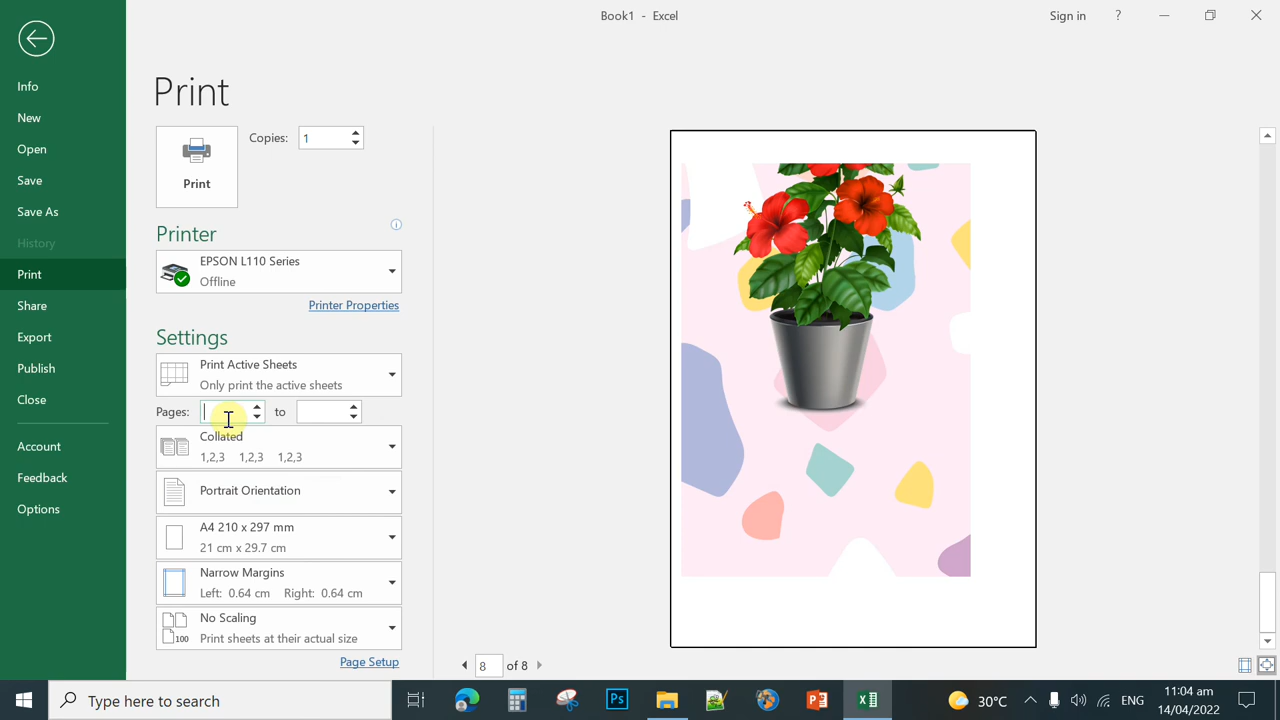 Book1 - Excel
Sign in
?
Info
New
Open
Save
Save As
History
Print
Share
Export
Publish
Close
Account
Feedback
Options
Print
Print
Copies: 1
Printer
EPSON L110 Series
Offline
Printer Properties
Settings
Print Active Sheets
Only print the active sheets
Pages: to
Collated
1,2,3 1,2,3 1,2,3
Portrait Orientation
A4 210 x 297 mm
21 cm x 29.7 cm
Narrow Margins
Left: 0.64 cm Right: 0.64 cm
No Scaling
100
Print sheets at their actual size
Page Setup
8 of 8
Type here to search
Ps
30°C
ENG
11:04 am
14/04/2022